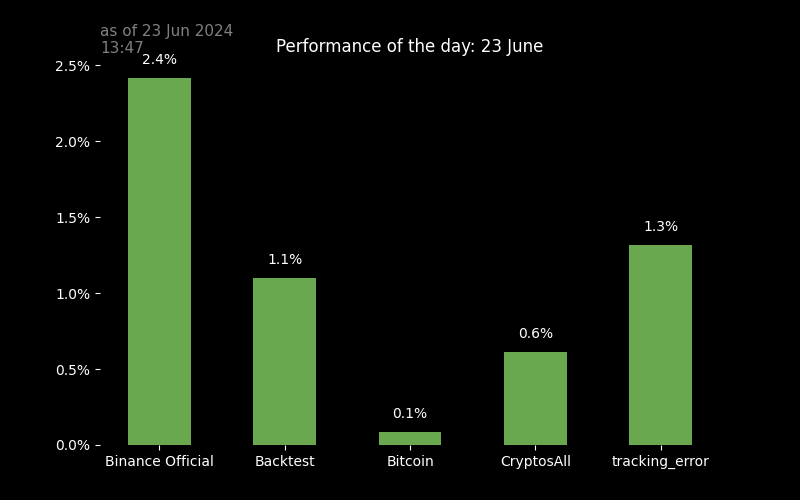 as of 23 Jun 2024
13:47
Performance of the day: 23 June
2.5%
2.0%
1.5%
1.0%
0.5%
0.0%
2.4%
1.1%
0.1%
0.6%
1.3%
Binance Official
Backtest
Bitcoin
CryptosAll
tracking_error